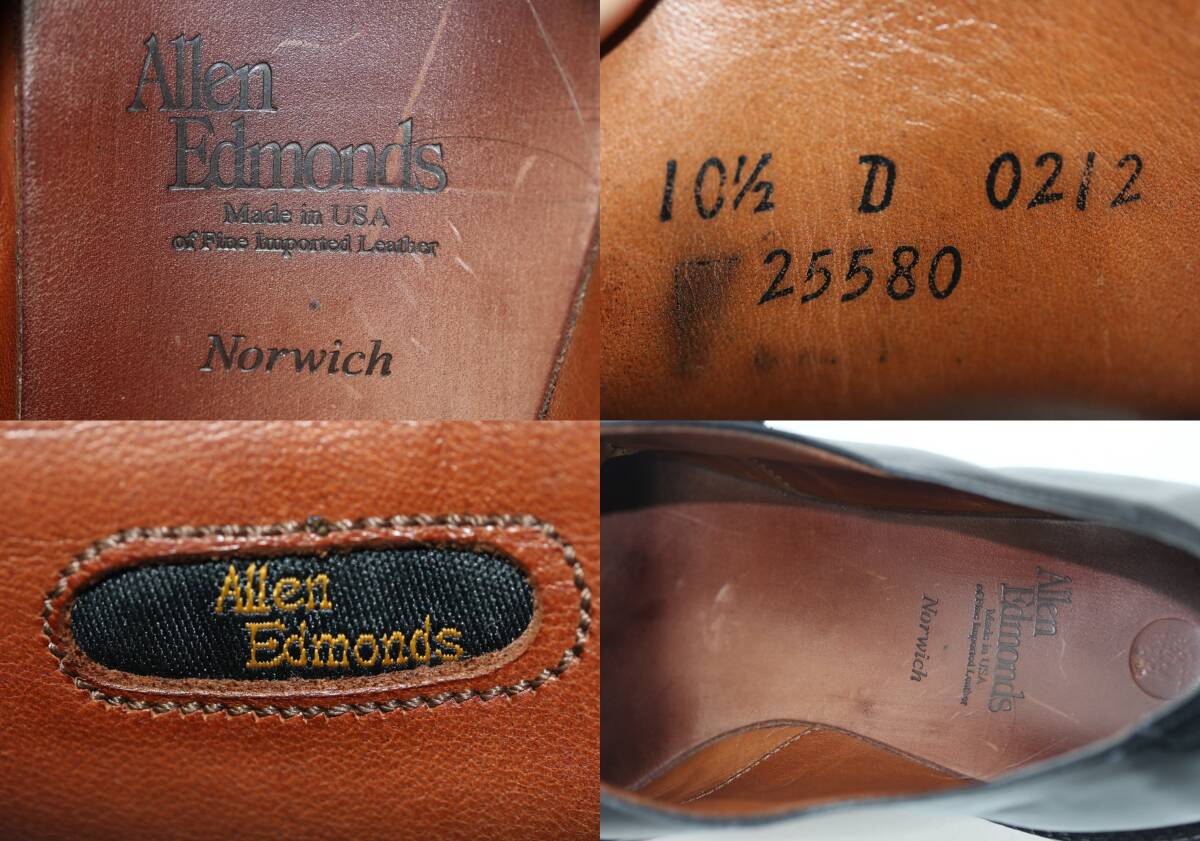 Allen
Edmonds
Made in USA
of Fine Imported Leather
Norwich
10½ D 0212
25580
Allen
Edmonds
Allen
Edmonds
Made in USA
of Fine Imported Leather
Norwich